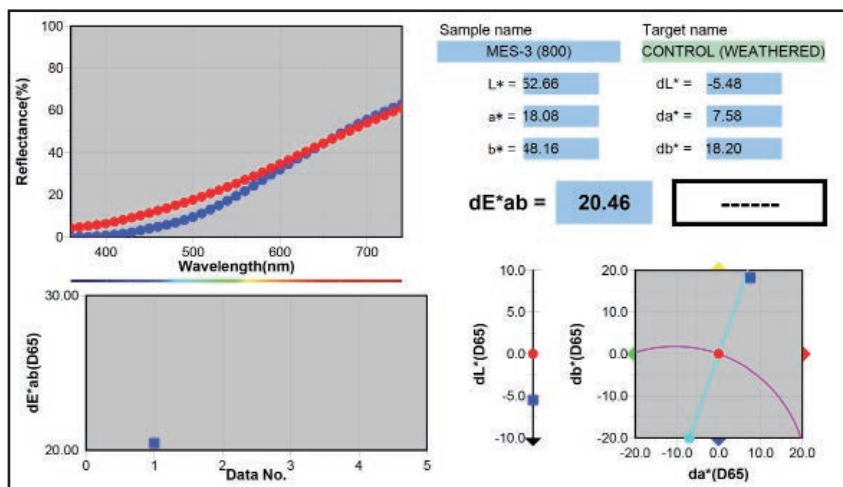 100
80
60
40
20
0
Reflectance(%)
400 500 600 700
Wavelength(nm)
Sample name Target name
MES-3 (800) CONTROL (WEATHERED)
L* = 52.66 dL* = -5.48
a* = 18.08 da* = 7.58
b* = 48.16 db* = 18.20
dE*ab = 20.46 ------
30.00
20.00
dE*ab(D65)
0 1 2 3 4 5
Data No.
10.0
5.0
0.0
-5.0
-10.0
dL*(D65)
20.0
10.0
0.0
-10.0
-20.0
db*(D65)
-20.0 -10.0 0.0 10.0 20.0
da*(D65)